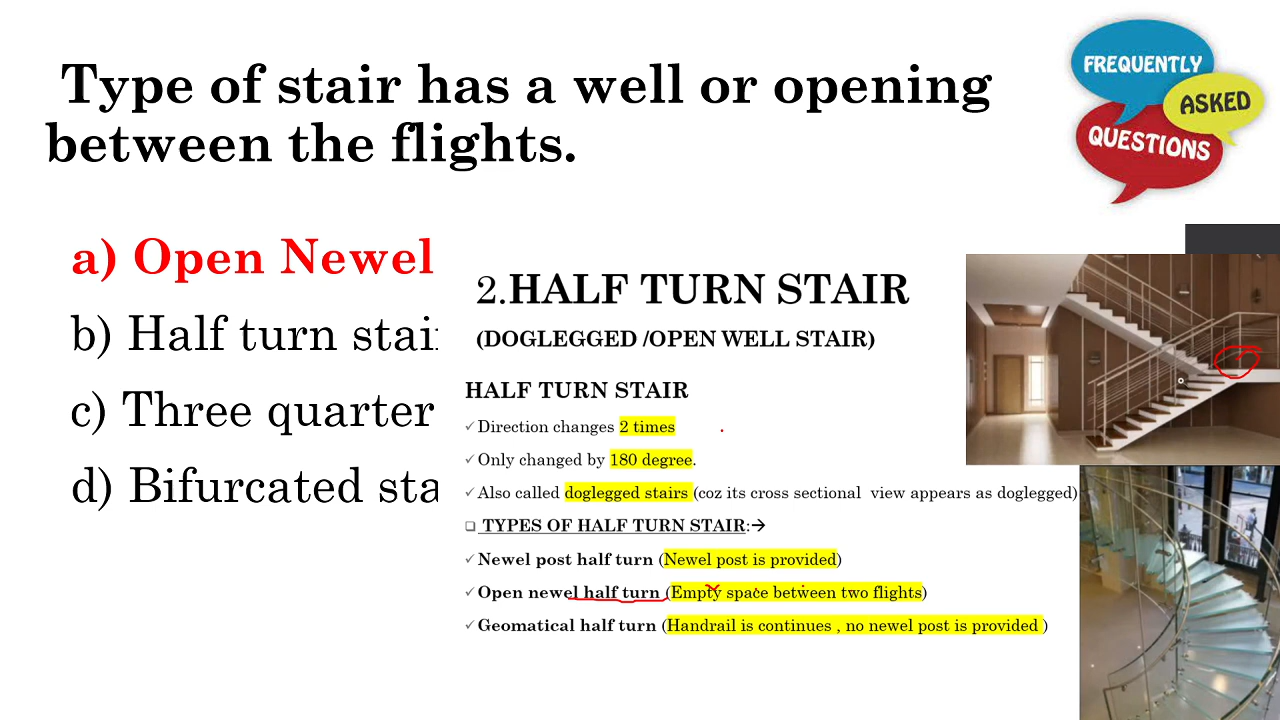 Type of stair has a well or opening
between the flights.
FREQUENTLY
ASKED
QUESTIONS
a) Open Newel
b) Half turn stair
c) Three quarter
d) Bifurcated sta
2.HALF TURN STAIR
(DOGLEGGED /OPEN WELL STAIR)
HALF TURN STAIR
✓Direction changes 2 times
✓Only changed by 180 degree.
✓Also called doglegged stairs (coz its cross sectional view appears as doglegged)
❑ TYPES OF HALF TURN STAIR:→
✓Newel post half turn (Newel post is provided)
✓Open newel half turn (Empty space between two flights)
✓Geomatical half turn (Handrail is continues , no newel post is provided )